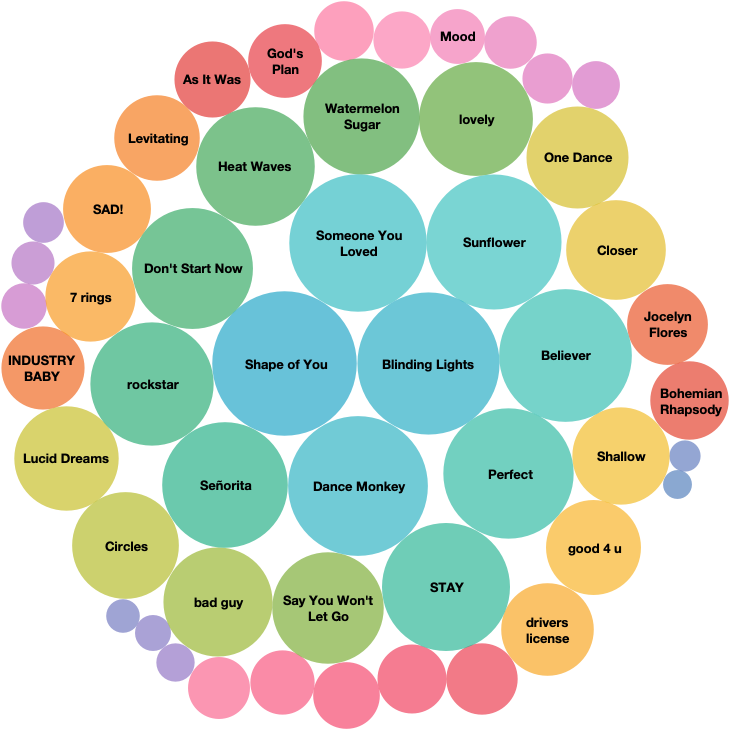 Mood
God's
Plan
As It Was
Watermelon
Sugar
lovely
Levitating
Heat Waves
One Dance
SAD!
Someone You
Loved
Sunflower
Closer
Don't Start Now
7 rings
Jocelyn
Flores
INDUSTRY
BABY
rockstar
Shape of You
Blinding Lights
Believer
Bohemian
Rhapsody
Lucid Dreams
Señorita
Dance Monkey
Perfect
Shallow
Circles
good 4 u
bad guy
Say You Won't
Let Go
STAY
drivers
license